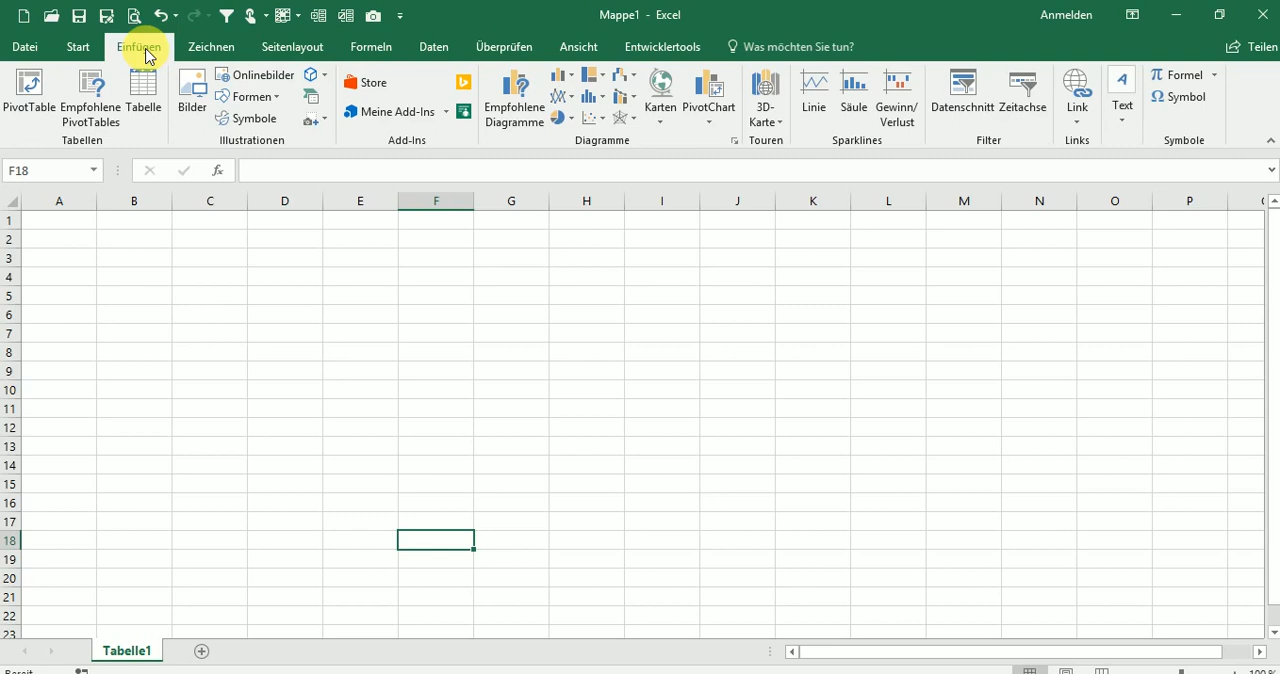 Mappe1 - Excel
Anmelden
Datei Start Einfügen Zeichnen Seitenlayout Formeln Daten Überprüfen Ansicht Entwicklertools Was möchten Sie tun? Teilen
PivotTable Empfohlene PivotTables Tabelle
Tabellen
Bilder Onlinebilder
Formen
Symbole
Illustrationen
Store
Meine Add-Ins
Add-Ins
Empfohlene Diagramme
Karten PivotChart
Diagramme
3D-Karte
Touren
Linie Säule Gewinn/Verlust
Sparklines
Datenschnitt Zeitachse
Filter
Link
Links
Text
π Formel
Ω Symbol
Symbole
F18
fx
A B C D E F G H I J K L M N O P
1
2
3
4
5
6
7
8
9
10
11
12
13
14
15
16
17
18
19
20
21
22
23
Tabelle1
Bereit
100 %